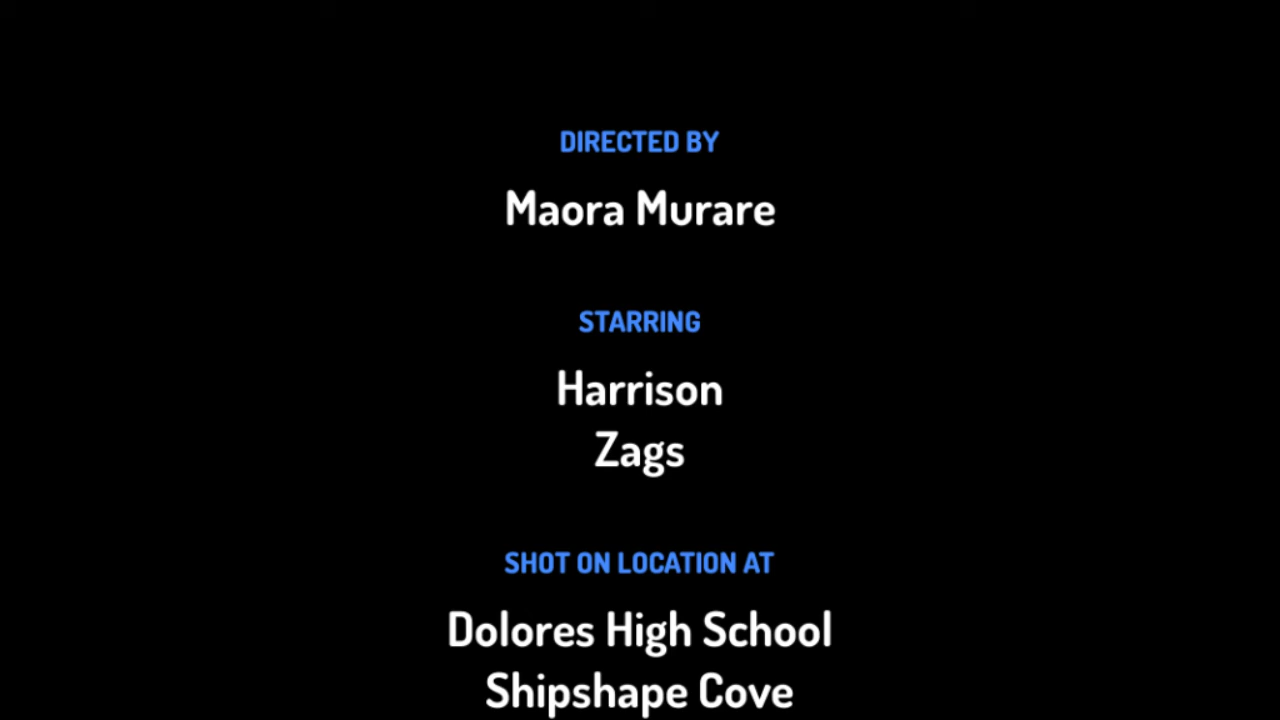 DIRECTED BY
Maora Murare
STARRING
Harrison
Zags
SHOT ON LOCATION AT
Dolores High School
Shipshape Cove